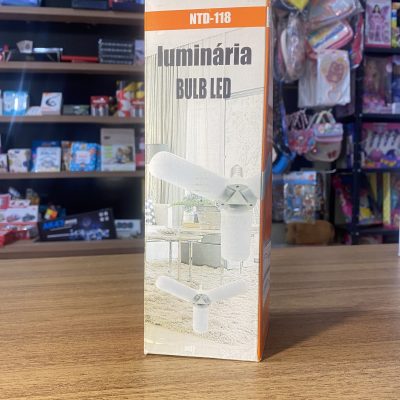 NTD-118
luminária
BULB LED